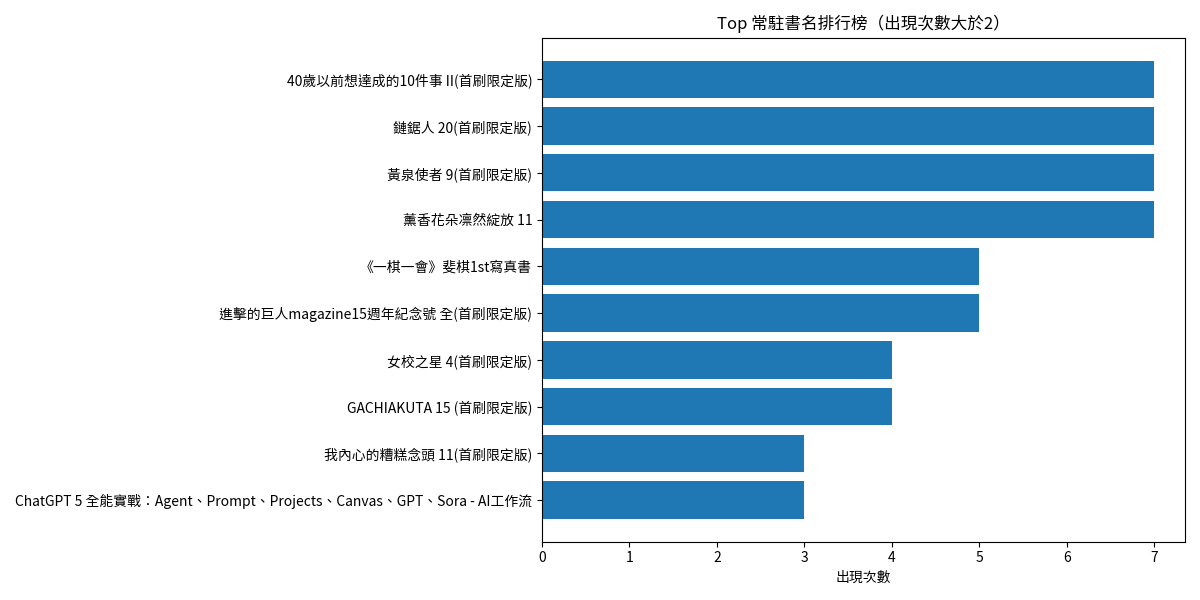 Top 常駐書名排行榜（出現次數大於2）
40歲以前想達成的10件事 II(首刷限定版)
鏈鋸人 20(首刷限定版)
黃泉使者 9(首刷限定版)
薰香花朵凛然綻放 11
《一棋一會》斐棋1st寫真書
進擊的巨人magazine15週年紀念號 全(首刷限定版)
女校之星 4(首刷限定版)
GACHIAKUTA 15 (首刷限定版)
我內心的糟糕念頭 11(首刷限定版)
ChatGPT 5 全能實戰：Agent、Prompt、Projects、Canvas、GPT、Sora - AI工作流
0 1 2 3 4 5 6 7
出現次數